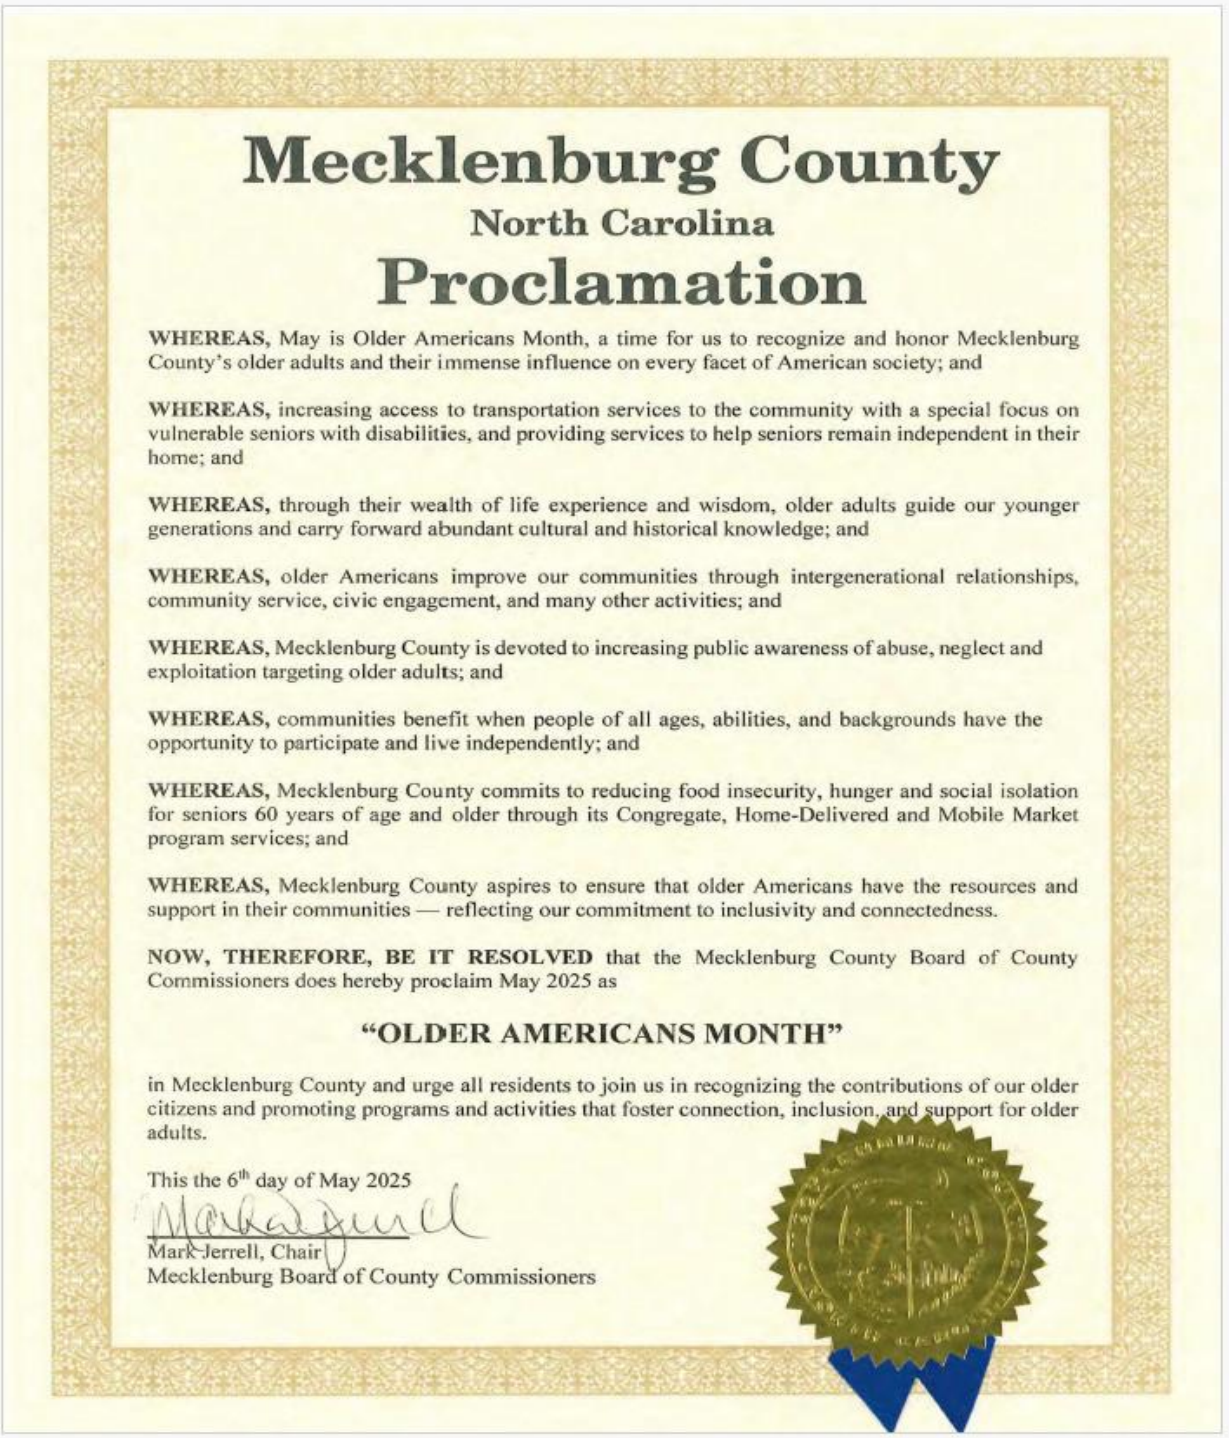 Mecklenburg County
North Carolina
Proclamation
WHEREAS, May is Older Americans Month, a time for us to recognize and honor Mecklenburg
County's older adults and their immense influence on every facet of American society; and
WHEREAS, increasing access to transportation services to the community with a special focus on
vulnerable seniors with disabilities, and providing services to help seniors remain independent in their
home; and
WHEREAS, through their wealth of life experience and wisdom, older adults guide our younger
generations and carry forward abundant cultural and historical knowledge; and
WHEREAS, older Americans improve our communities through intergenerational relationships,
community service, civic engagement, and many other activities; and
WHEREAS, Mecklenburg County is devoted to increasing public awareness of abuse, neglect and
exploitation targeting older adults; and
WHEREAS, communities benefit when people of all ages, abilities, and backgrounds have the
opportunity to participate and live independently; and
WHEREAS, Mecklenburg County commits to reducing food insecurity, hunger and social isolation
for seniors 60 years of age and older through its Congregate, Home-Delivered and Mobile Market
program services; and
WHEREAS, Mecklenburg County aspires to ensure that older Americans have the resources and
support in their communities — reflecting our commitment to inclusivity and connectedness.
NOW, THEREFORE, BE IT RESOLVED that the Mecklenburg County Board of County
Commissioners does hereby proclaim May 2025 as
“OLDER AMERICANS MONTH”
in Mecklenburg County and urge all residents to join us in recognizing the contributions of our older
citizens and promoting programs and activities that foster connection, inclusion, and support for older
adults.
This the 6th day of May 2025
Mark Jerrell, Chair
Mecklenburg Board of County Commissioners